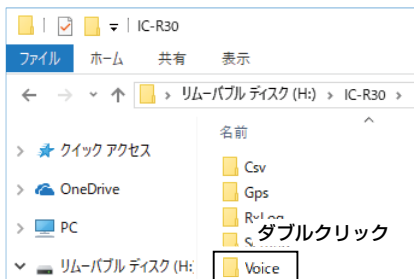 IC-R30
ファイル ホーム 共有 表示
リムーバブル ディスク (H:) > IC-R30 >
名前
クイック アクセス
Csv
OneDrive
Gps
PC
ダブルクリック
リムーバブル ディスク (H:
Voice